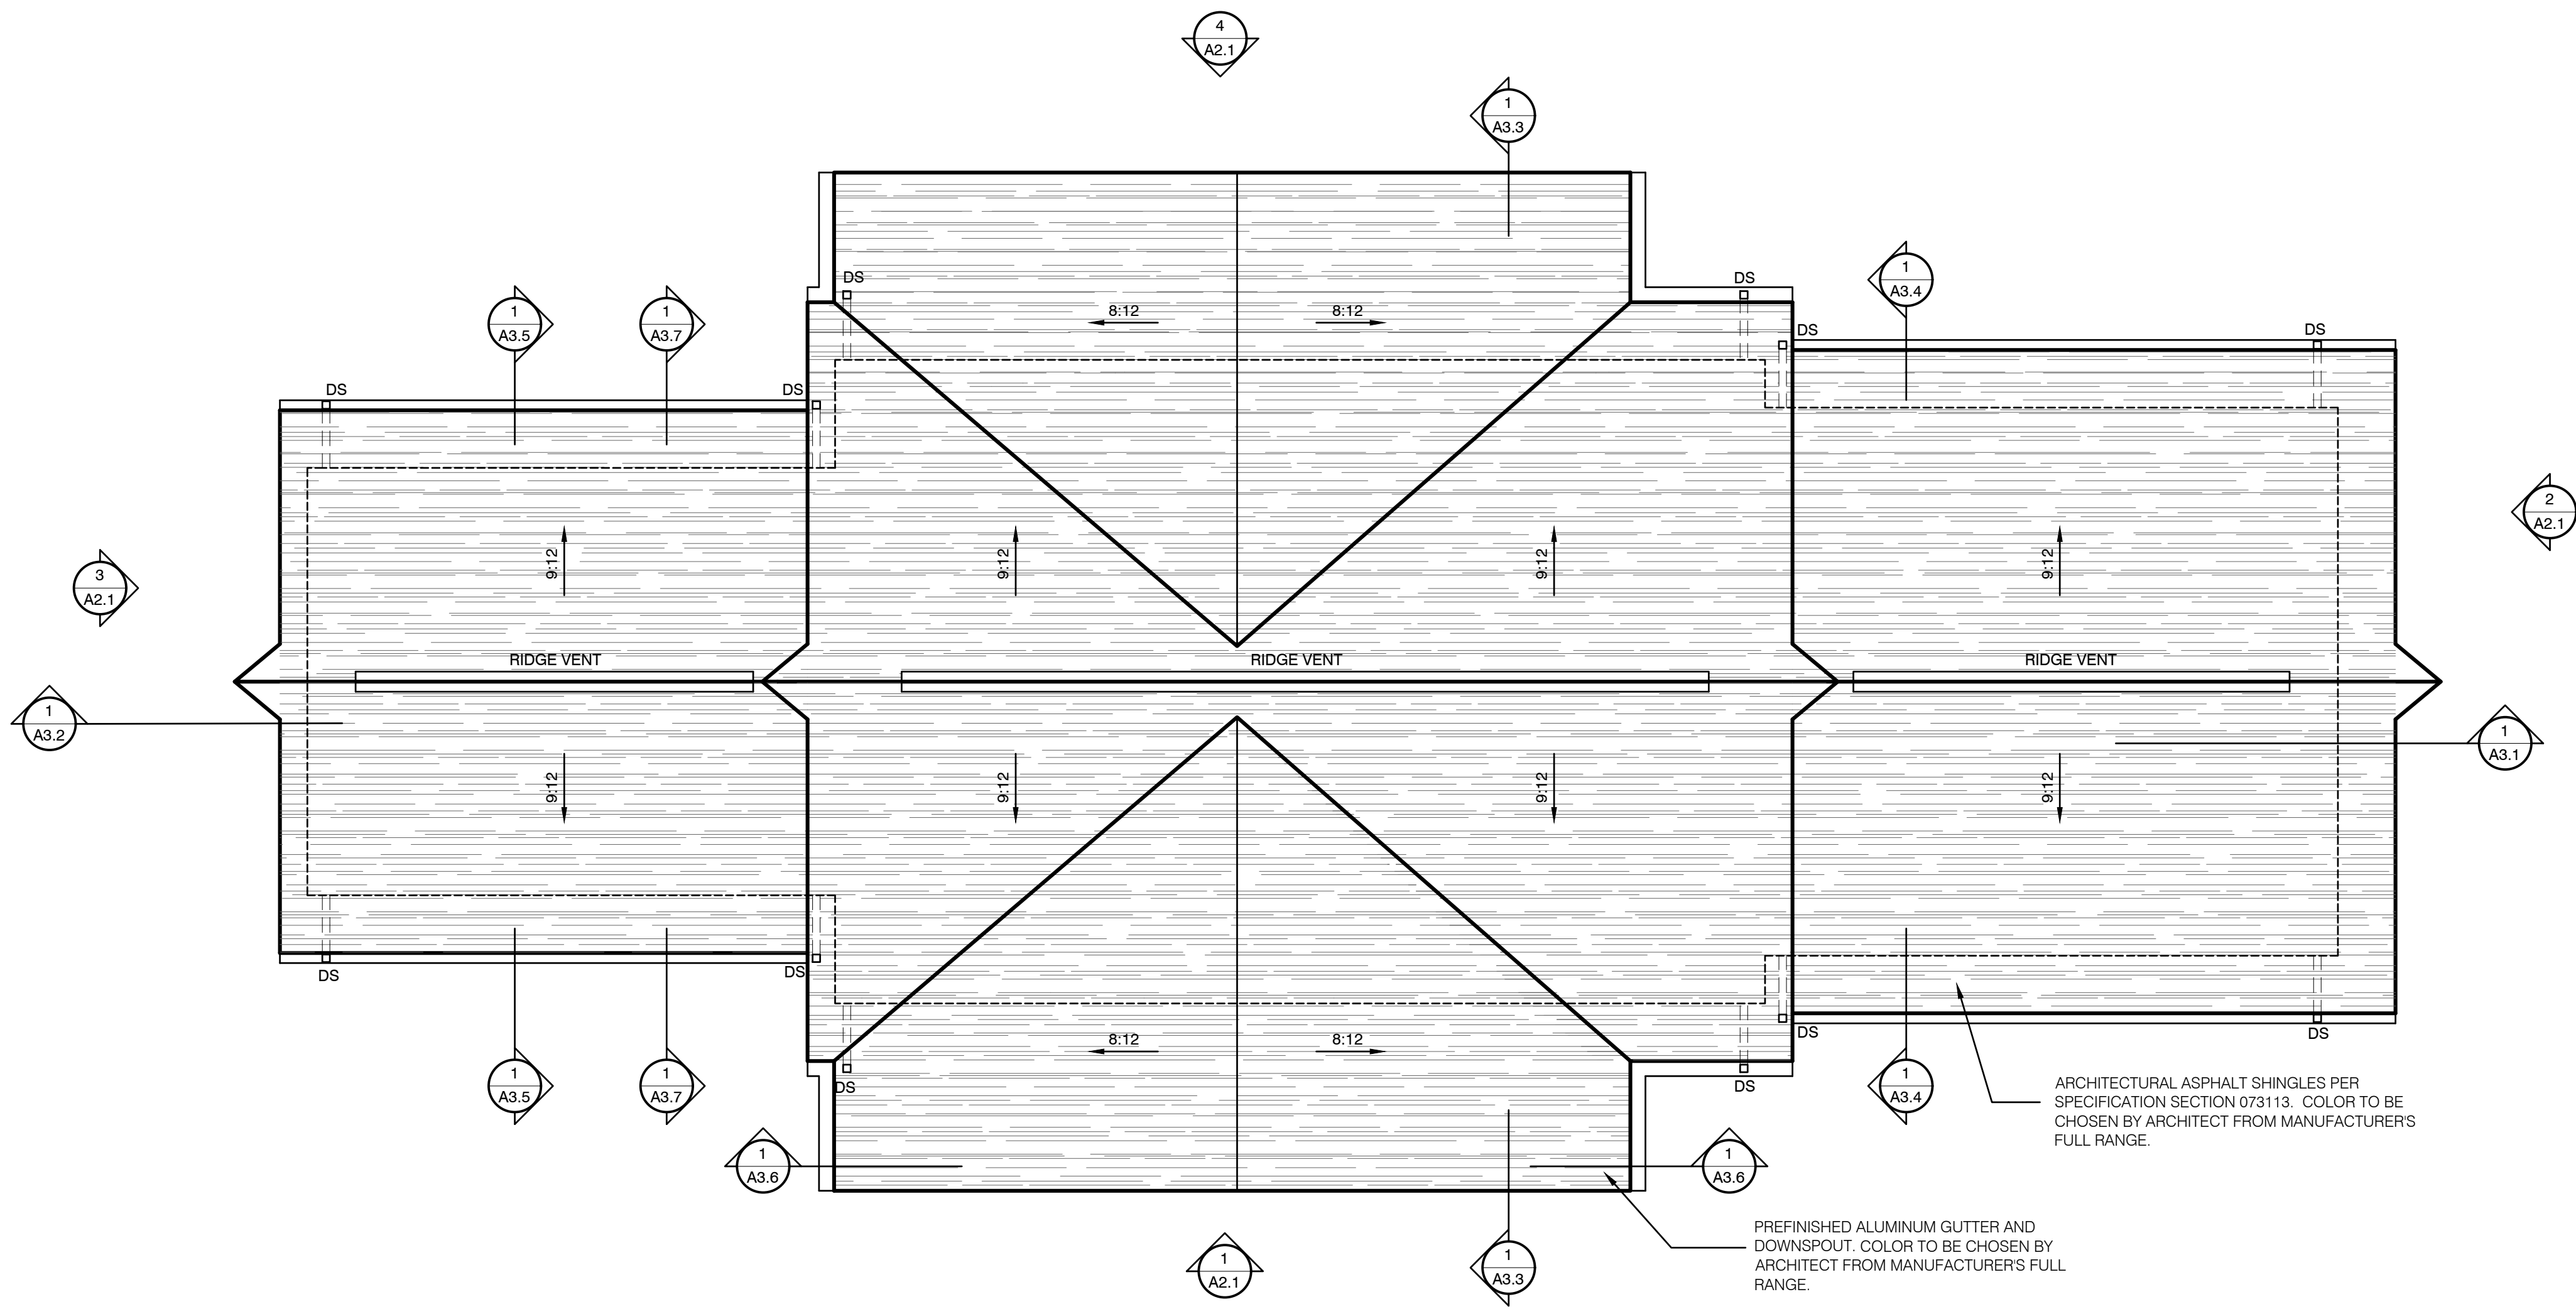 4
A2.1
1
A3.3
1
A3.4
DS
DS
8:12
8:12
1
A3.5
1
A3.7
DS
DS
DS
DS
2
A2.1
9:12
9:12
9:12
9:12
3
A2.1
RIDGE VENT
RIDGE VENT
RIDGE VENT
1
A3.2
1
A3.1
9:12
9:12
9:12
9:12
DS
DS
DS
DS
8:12
8:12
DS
DS
1
A3.5
1
A3.7
1
A3.4
ARCHITECTURAL ASPHALT SHINGLES PER
SPECIFICATION SECTION 073113. COLOR TO BE
CHOSEN BY ARCHITECT FROM MANUFACTURER'S
FULL RANGE.
1
A3.6
1
A3.6
PREFINISHED ALUMINUM GUTTER AND
DOWNSPOUT. COLOR TO BE CHOSEN BY
ARCHITECT FROM MANUFACTURER'S FULL
RANGE.
1
A2.1
1
A3.3